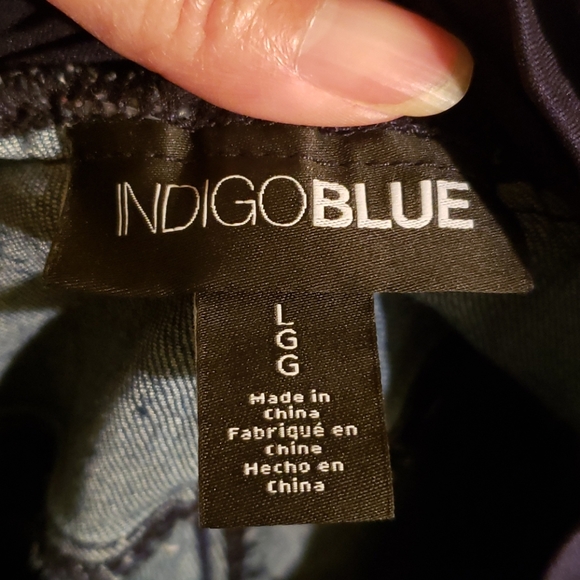 INDIGOBLUE
L
G
G
Made in
China
Fabriqué en
Chine
Hecho en
China